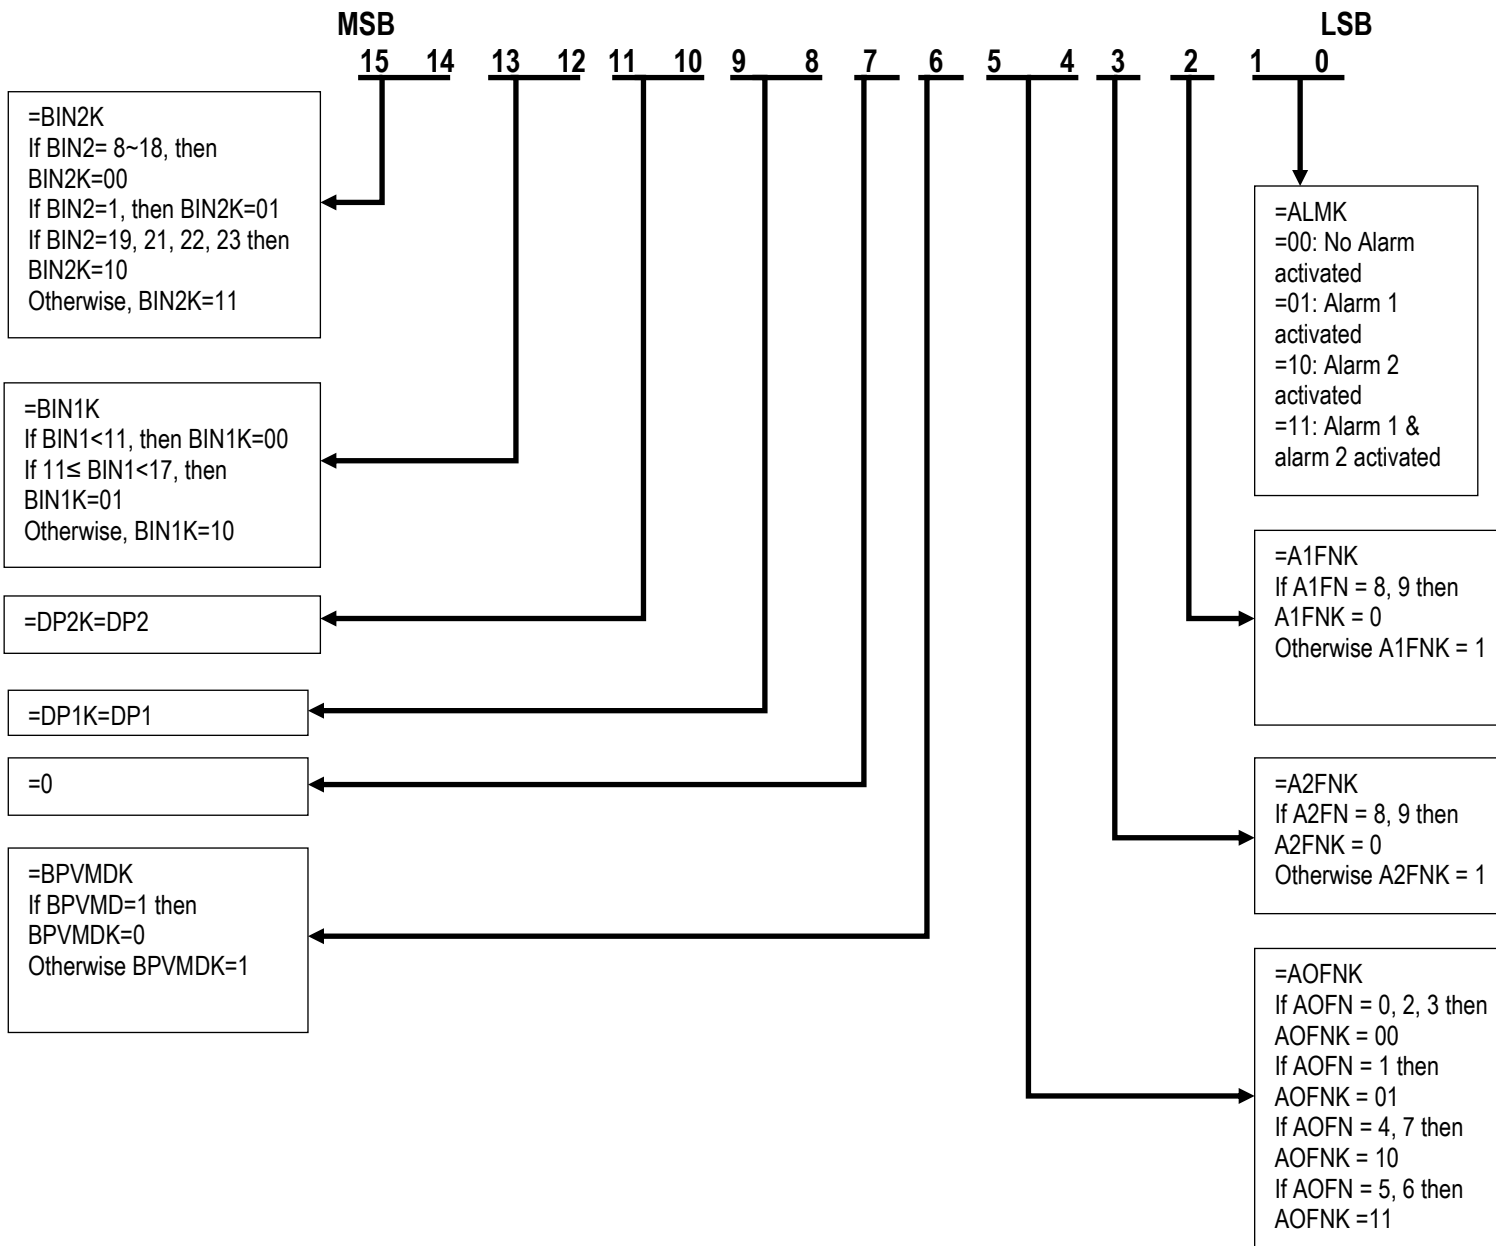 MSB LSB
15 14 13 12 11 10 9 8 7 6 5 4 3 2 1 0
=BIN2K
If BIN2= 8~18, then
BIN2K=00
If BIN2=1, then BIN2K=01
If BIN2=19, 21, 22, 23 then
BIN2K=10
Otherwise, BIN2K=11
=BIN1K
If BIN1<11, then BIN1K=00
If 11≤ BIN1<17, then
BIN1K=01
Otherwise, BIN1K=10
=DP2K=DP2
=DP1K=DP1
=0
=BPVMDK
If BPVMD=1 then
BPVMDK=0
Otherwise BPVMDK=1
=ALMK
=00: No Alarm
activated
=01: Alarm 1
activated
=10: Alarm 2
activated
=11: Alarm 1 &
alarm 2 activated
=A1FNK
If A1FN = 8, 9 then
A1FNK = 0
Otherwise A1FNK = 1
=A2FNK
If A2FN = 8, 9 then
A2FNK = 0
Otherwise A2FNK = 1
=AOFNK
If AOFN = 0, 2, 3 then
AOFNK = 00
If AOFN = 1 then
AOFNK = 01
If AOFN = 4, 7 then
AOFNK = 10
If AOFN = 5, 6 then
AOFNK =11